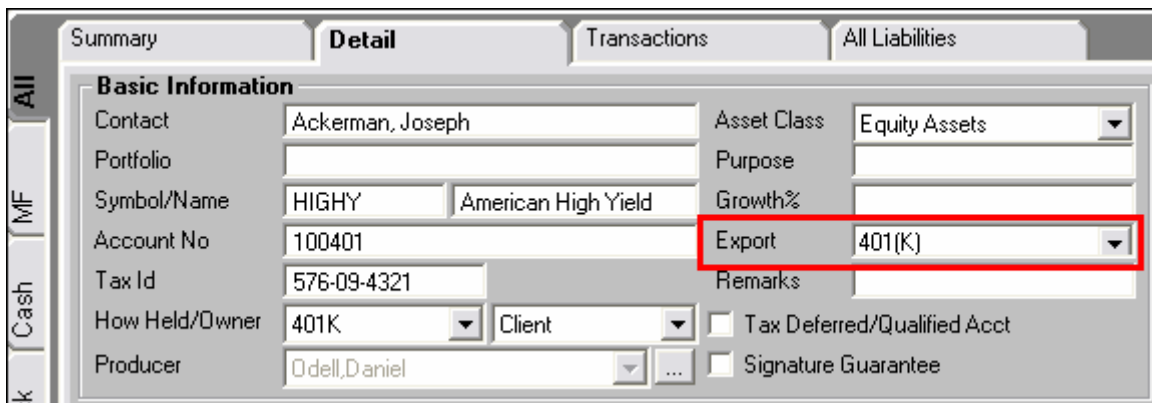 Summary Detail Transactions All Liabilities
All
MF
Cash
Basic Information
Contact Ackerman, Joseph Asset Class Equity Assets
Portfolio Purpose
Symbol/Name HIGHY American High Yield Growth%
Account No 100401 Export 401(K)
Tax Id 576-09-4321 Remarks
How Held/Owner 401K Client Tax Deferred/Qualified Acct
Producer Odell,Daniel ... Signature Guarantee